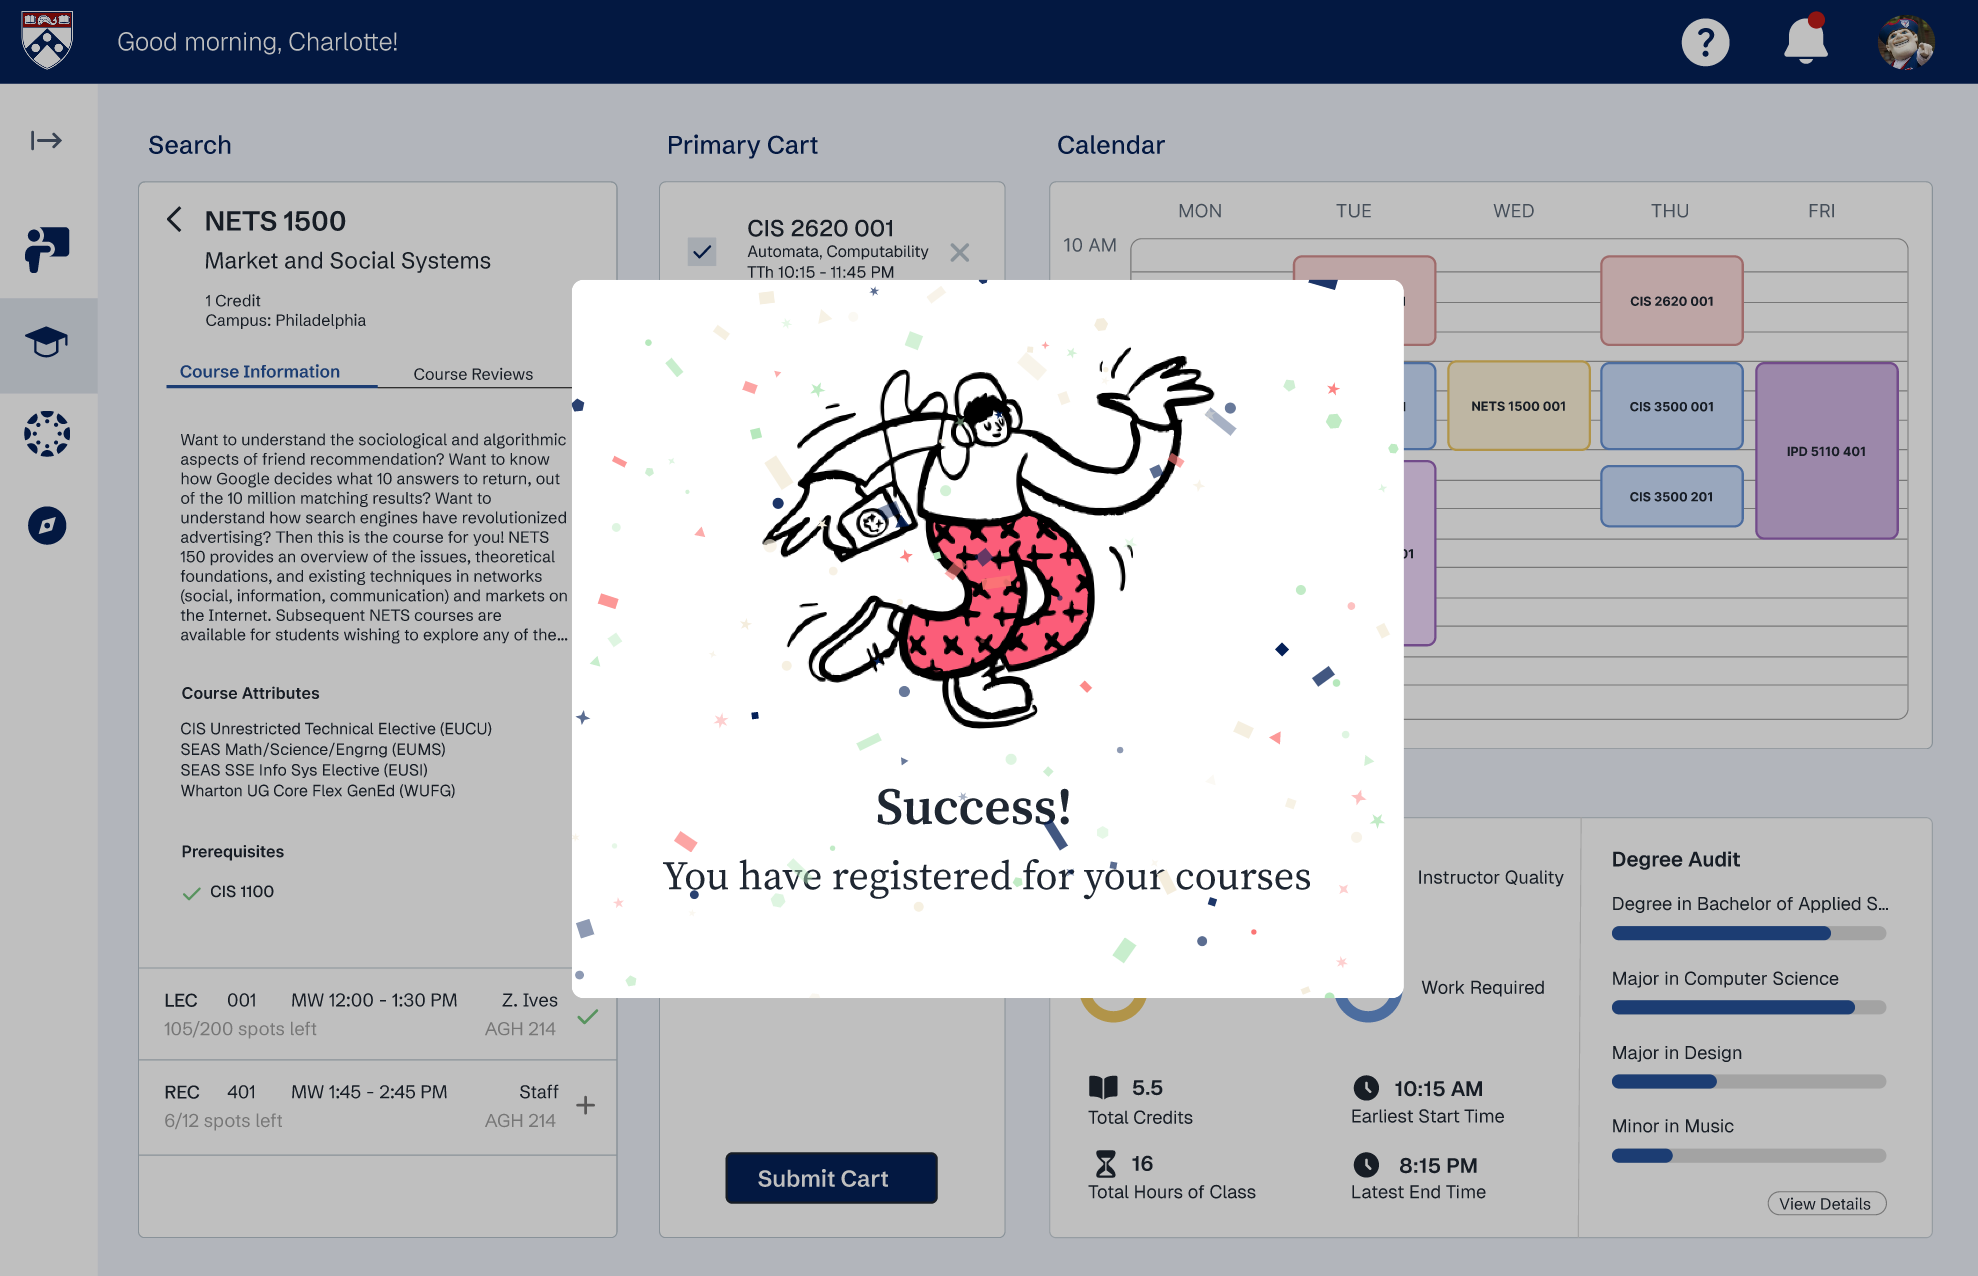 Good morning, Charlotte!
?
Search
NETS 1500
Market and Social Systems
1 Credit
Campus: Philadelphia
Course Information
Course Reviews
Want to understand the sociological and algorithmic
aspects of friend recommendation? Want to know
how Google decides what 10 answers to return, out
of the 10 million matching results? Want to
understand how search engines have revolutionized
advertising? Then this is the course for you! NETS
150 provides an overview of the issues, theoretical
foundations, and existing techniques in networks
(social, information, communication) and markets on
the Internet. Subsequent NETS courses are
available for students wishing to explore any of the...
Course Attributes
CIS Unrestricted Technical Elective (EUCU)
SEAS Math/Science/Engrng (EUMS)
SEAS SSE Info Sys Elective (EUSI)
Wharton UG Core Flex GenEd (WUFG)
Prerequisites
CIS 1100
LEC 001 MW 12:00 - 1:30 PM Z. Ives
105/200 spots left AGH 214
REC 401 MW 1:45 - 2:45 PM Staff
6/12 spots left AGH 214
Primary Cart
CIS 2620 001
Automata, Computability
TTh 10:15 - 11:45 PM
Submit Cart
Success!
You have registered for your courses
Calendar
MON TUE WED THU FRI
10 AM
CIS 2620 001
NETS 1500 001
CIS 3500 001
IPD 5110 401
CIS 3500 201
Instructor Quality
Work Required
5.5
Total Credits
10:15 AM
Earliest Start Time
16
Total Hours of Class
8:15 PM
Latest End Time
Degree Audit
Degree in Bachelor of Applied S...
Major in Computer Science
Major in Design
Minor in Music
View Details